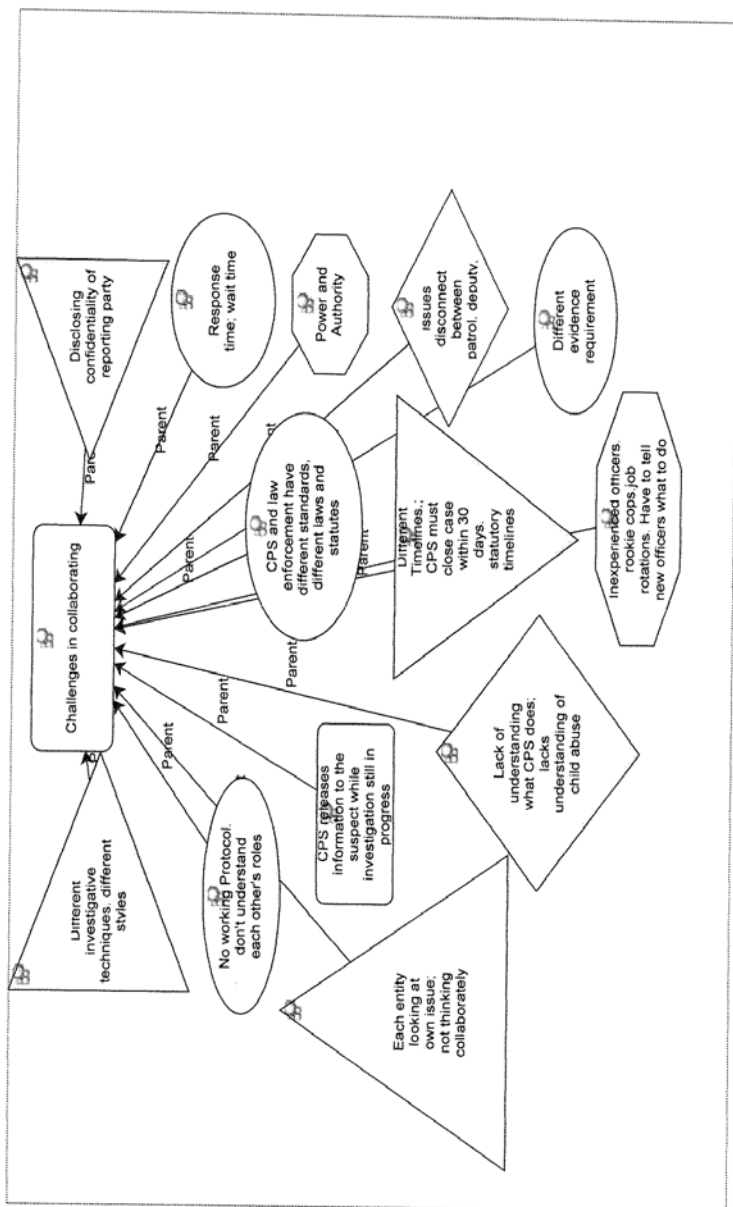 Challenges in collaborating
Different
investigative
techniques. different
styles
Disclosing
confidentiality of
reporting party
Response
time; wait time
Power and
Authority
Issues
disconnect
between
patrol, deputy,
Different
evidence
requirement
CPS and law
enforcement have
different standards,
different laws and
statutes
Different
Timelines.;
CPS must
close case
within 30
days.
statutory
timelines
Inexperienced officers.
rookie cops.job
rotations. Have to tell
new officers what to do
No working Protocol.
don't understand
each other's roles
CPS releases
information to the
suspect while
investigation still in
progress
Lack of
understanding
what CPS does;
lacks
understanding of
child abuse
Each entity
looking at
own issue;
not thinking
collaborately
Parent
Parent
Parent
Parent
Parent
Parent
Parent
Parent